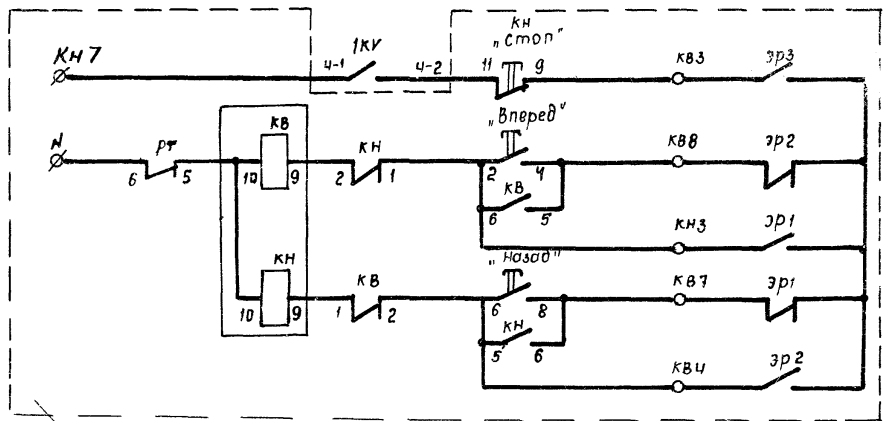 КН7
1КУ
4-1
4-2
КН
„Стоп"
11
9
КВ3
ЭР3
N
РТ
6
5
КВ
10
9
КН
2
1
„Вперед"
2
4
КВ
6
5
КВ8
ЭР2
КН3
ЭР1
КН
10
9
КВ
1
2
„Назад"
6
8
КН
5
6
КВ7
ЭР1
КВ4
ЭР2